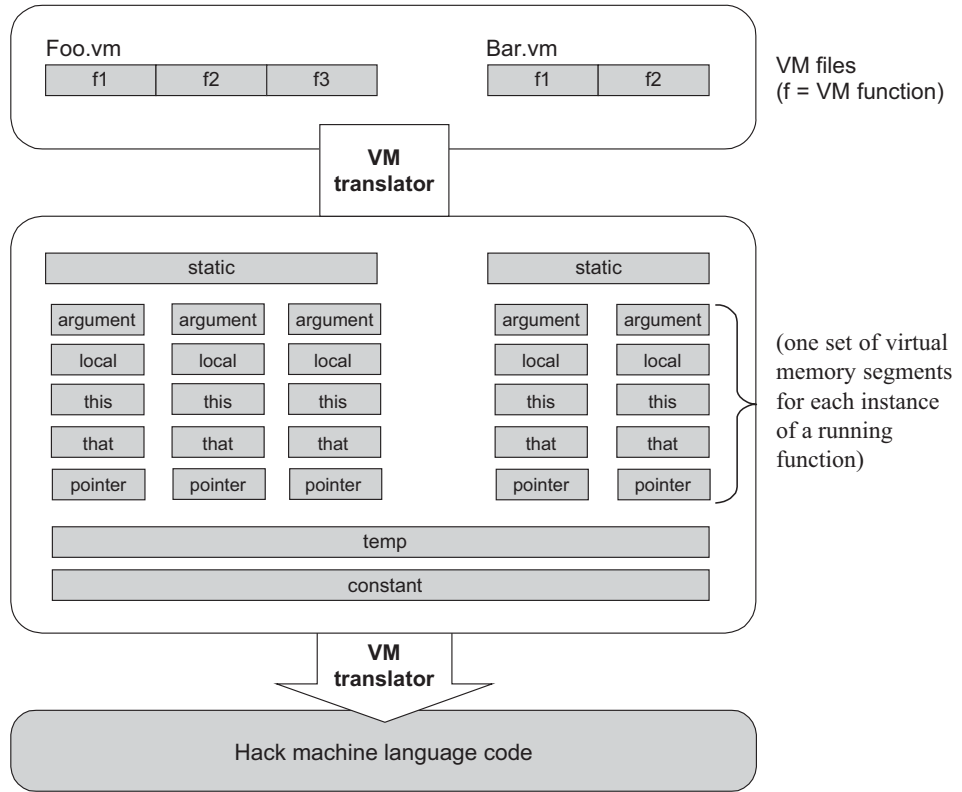 Foo.vm
f1 f2 f3
Bar.vm
f1 f2
VM files
(f = VM function)
VM
translator
static static
argument argument argument argument argument
local local local local local
this this this this this
that that that that that
pointer pointer pointer pointer pointer
(one set of virtual
memory segments
for each instance
of a running
function)
temp
constant
VM
translator
Hack machine language code